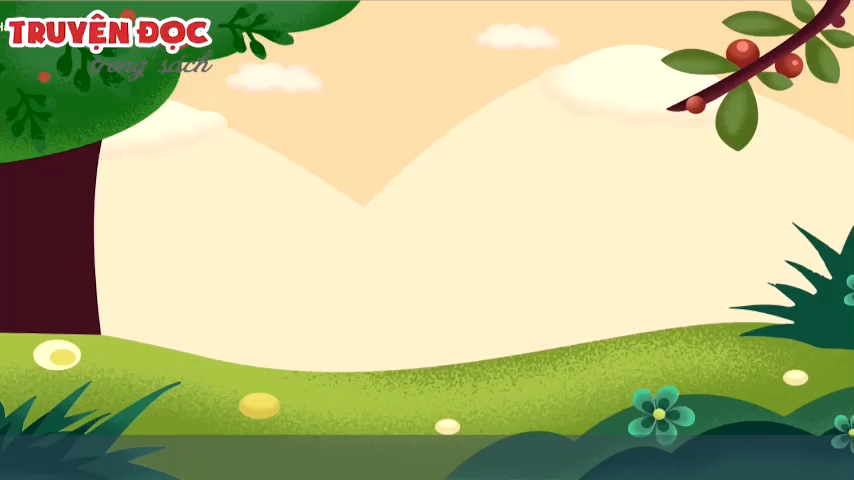 TRUYỆN ĐỌC
trong sách